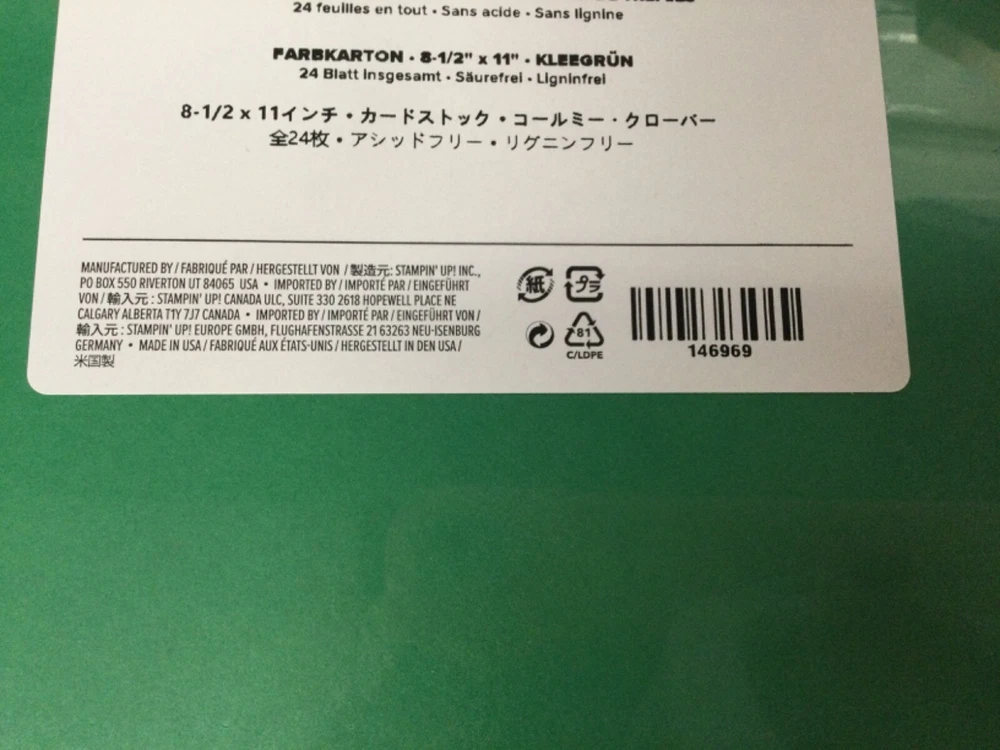 24 feuilles en tout • Sans acide • Sans lignine
FARBKARTON • 8-1/2" x 11" • KLEEGRÜN
24 Blatt insgesamt • Säurefrei • Ligninfrei
8-1/2 x 11インチ・カードストック・コールミー・クローバー
全24枚・アシッドフリー・リグニンフリー
MANUFACTURED BY / FABRIQUÉ PAR / HERGESTELLT VON / 製造元: STAMPIN' UP! INC.,
PO BOX 550 RIVERTON UT 84065 USA • IMPORTED BY / IMPORTÉ PAR / EINGEFÜHRT
VON / 輸入元 : STAMPIN' UP! CANADA ULC, SUITE 330 2618 HOPEWELL PLACE NE
CALGARY ALBERTA T1Y 7J7 CANADA • IMPORTED BY / IMPORTÉ PAR / EINGEFÜHRT VON /
輸入元 : STAMPIN' UP! EUROPE GMBH, FLUGHAFENSTRASSE 21 63263 NEU-ISENBURG
GERMANY • MADE IN USA / FABRIQUÉ AUX ÉTATS-UNIS / HERGESTELLT IN DEN USA /
米国製
紙
プラ
81
C/LDPE
146969